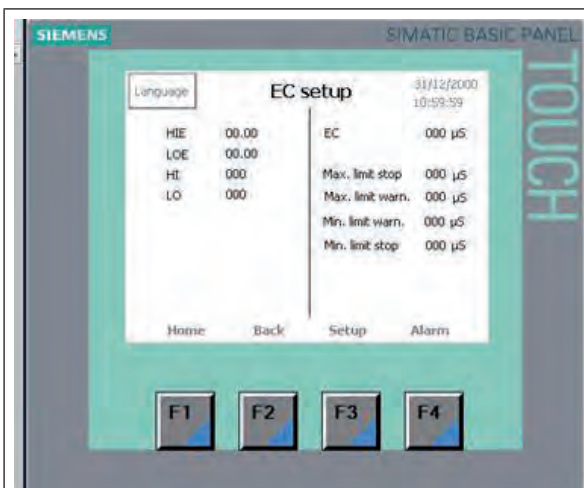 SIEMENS
SIMATIC BASIC PANEL
TOUCH
Language
EC setup
31/12/2000
10:59:59
HIE 00.00
LOE 00.00
HI 000
LO 000
EC 000 µS
Max. limit stop 000 µS
Max. limit warn. 000 µS
Min. limit warn. 000 µS
Min. limit stop 000 µS
Home Back Setup Alarm
F1 F2 F3 F4